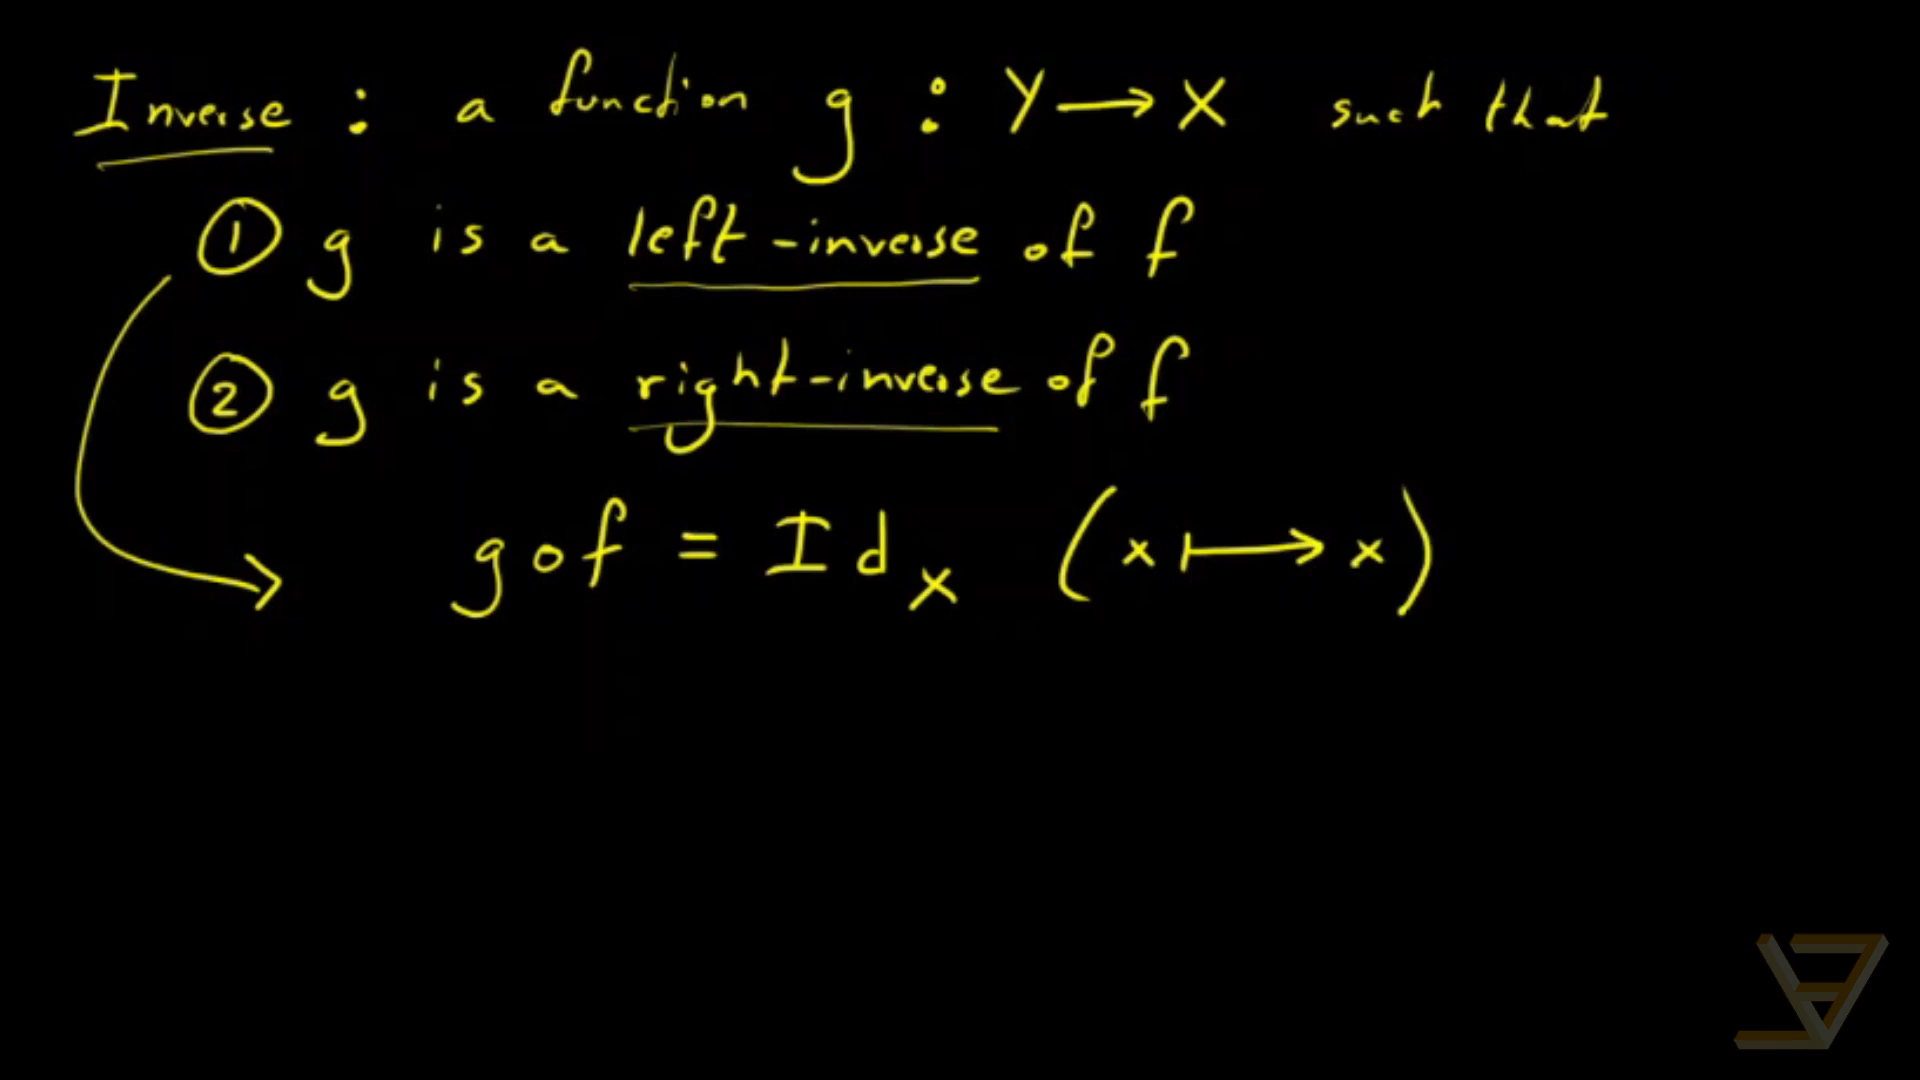 Inverse : a function g : Y → X such that
① g is a left-inverse of f
② g is a right-inverse of f
g∘f = Id_X (x ↦ x)